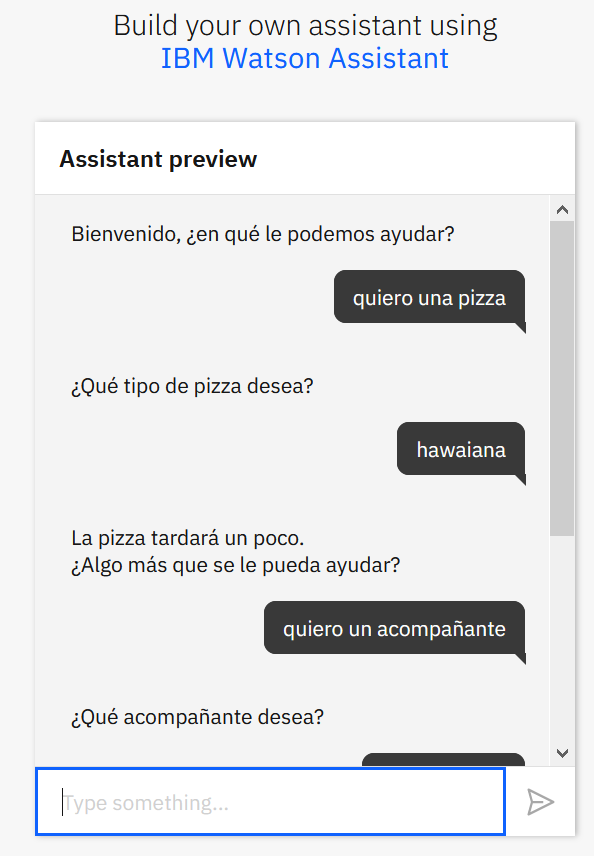 Build your own assistant using
IBM Watson Assistant
Assistant preview
Bienvenido, ¿en qué le podemos ayudar?
quiero una pizza
¿Qué tipo de pizza desea?
hawaiana
La pizza tardará un poco.
¿Algo más que se le pueda ayudar?
quiero un acompañante
¿Qué acompañante desea?
Type something...